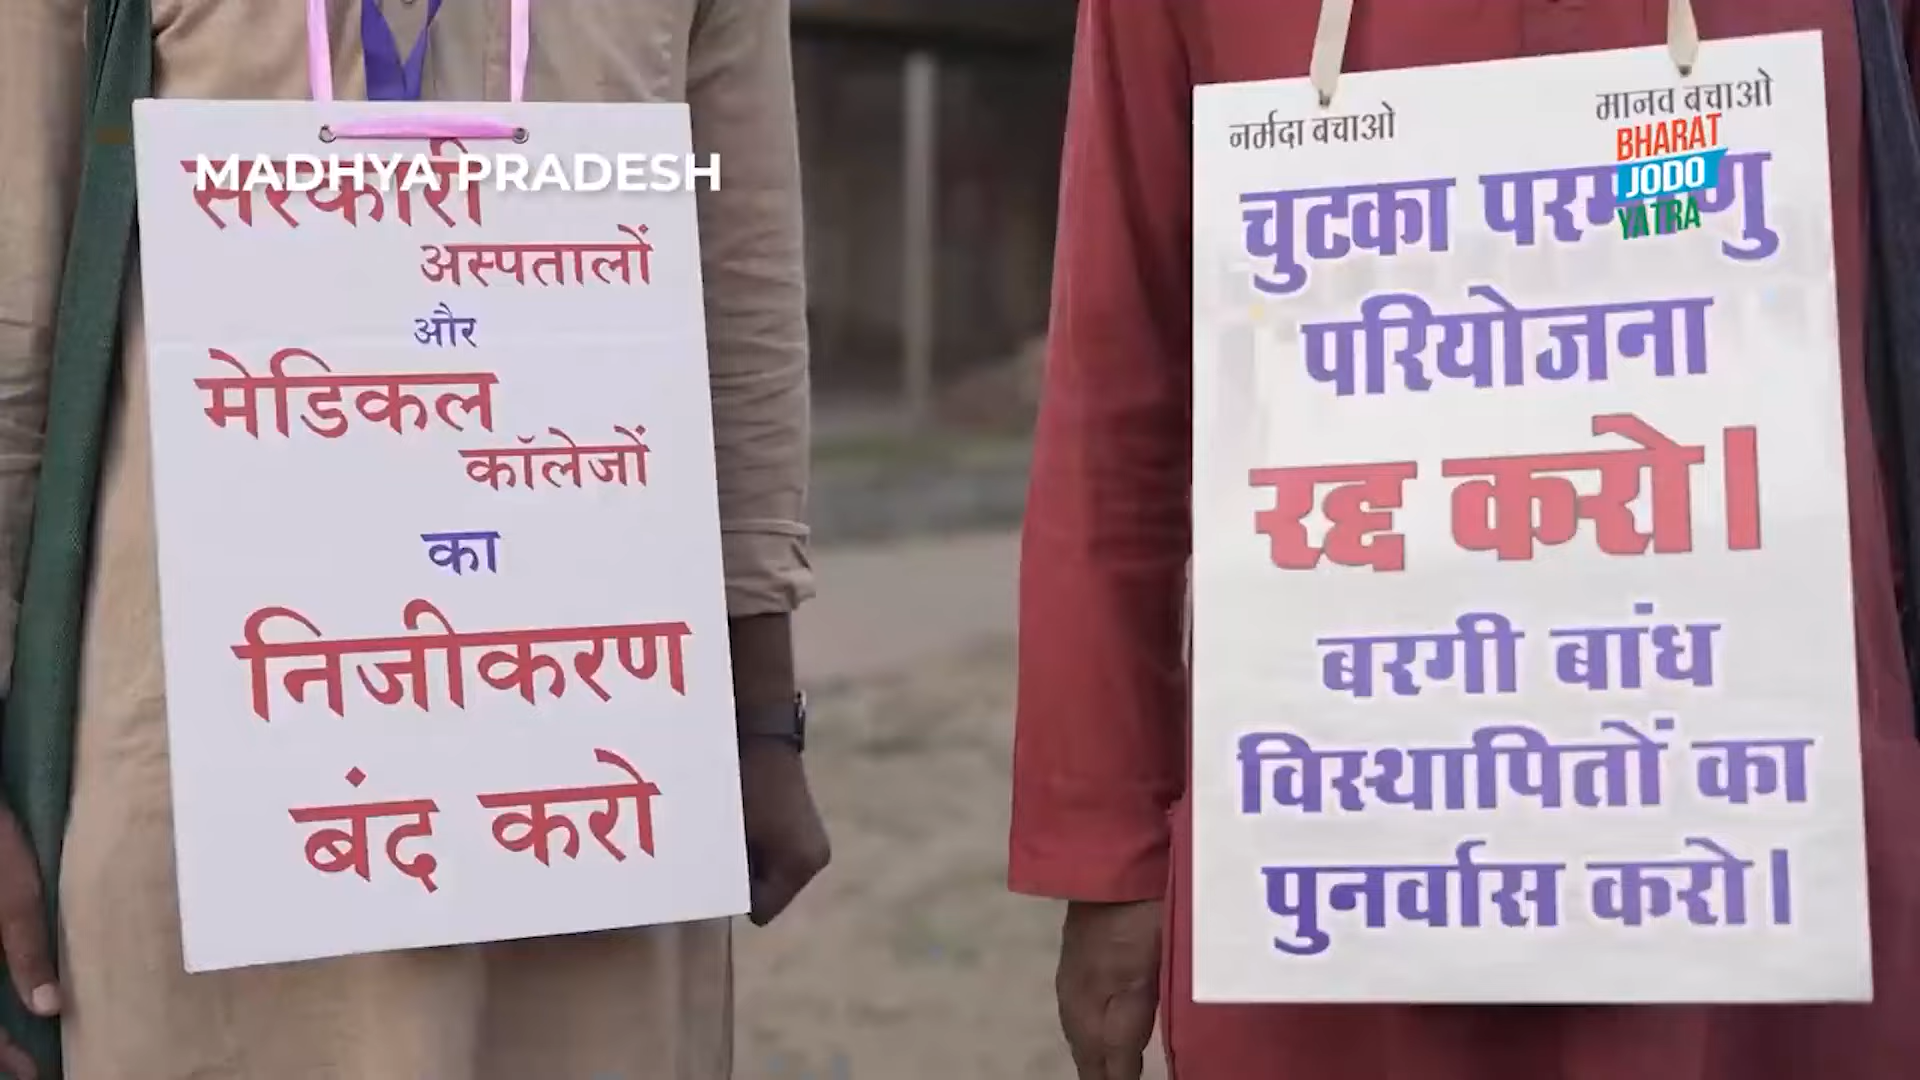 MADHYA PRADESH
सरकारी
अस्पतालों
और
मेडिकल
कॉलेजों
का
निजीकरण
बंद करो
नर्मदा बचाओ
मानव बचाओ
BHARAT
JODO
YATRA
चुटका परमाणु
परियोजना
रद्द करो।
बरगी बांध
विस्थापितों का
पुनर्वास करो।